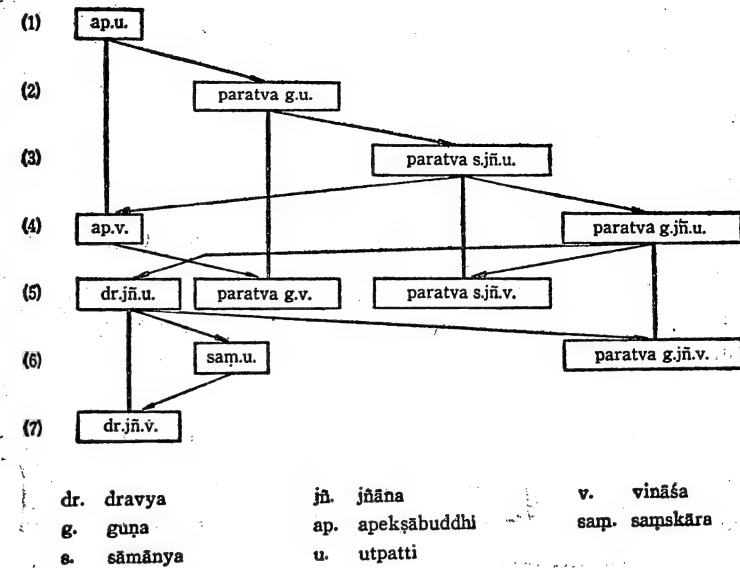 (1) ap.u.
(2) paratva g.u.
(3) paratva s.jñ.u.
(4) ap.v. paratva g.jñ.u.
(5) dr.jñ.u. paratva g.v. paratva s.jñ.v.
(6) saṃ.u. paratva g.jñ.v.
(7) dr.jñ.v.
dr. dravya jñ. jñāna v. vināśa
g. guṇa ap. apekṣābuddhi saṃ. saṃskāra
s. sāmānya u. utpatti